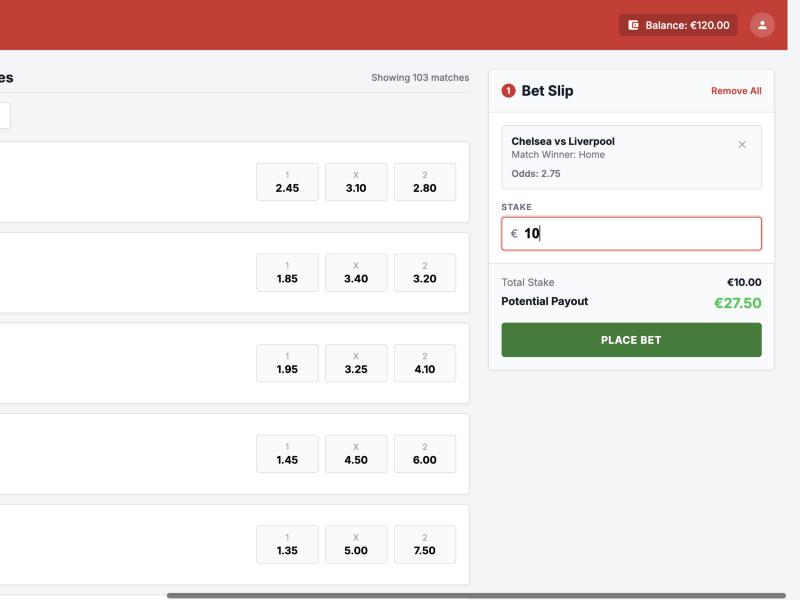 Balance: €120.00
es
Showing 103 matches
1 X 2
2.45 3.10 2.80
1 X 2
1.85 3.40 3.20
1 X 2
1.95 3.25 4.10
1 X 2
1.45 4.50 6.00
1 X 2
1.35 5.00 7.50
1 Bet Slip Remove All
Chelsea vs Liverpool
Match Winner: Home
Odds: 2.75
STAKE
€ 10
Total Stake €10.00
Potential Payout €27.50
PLACE BET